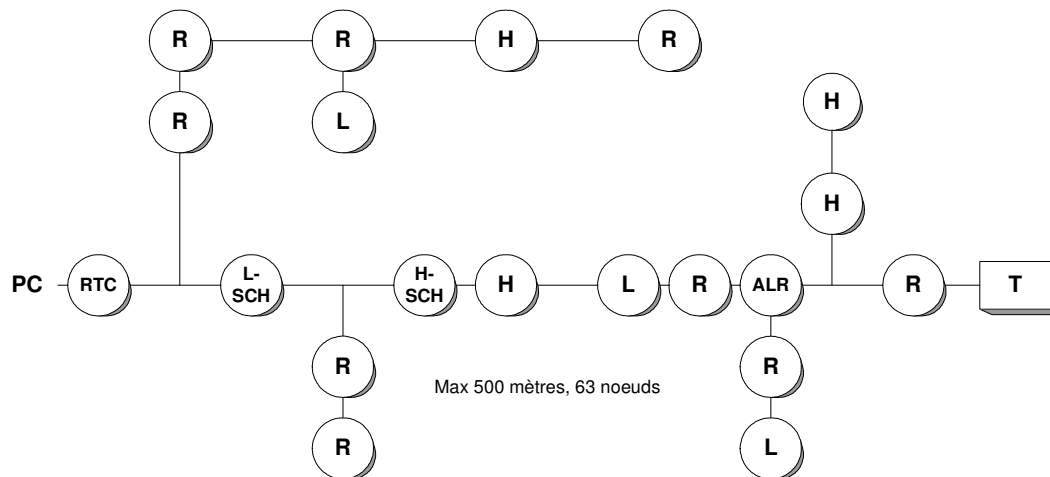 R R H R
R L H
H
PC RTC L-SCH H-SCH H L R ALR R T
R R
Max 500 mètres, 63 noeuds
R L